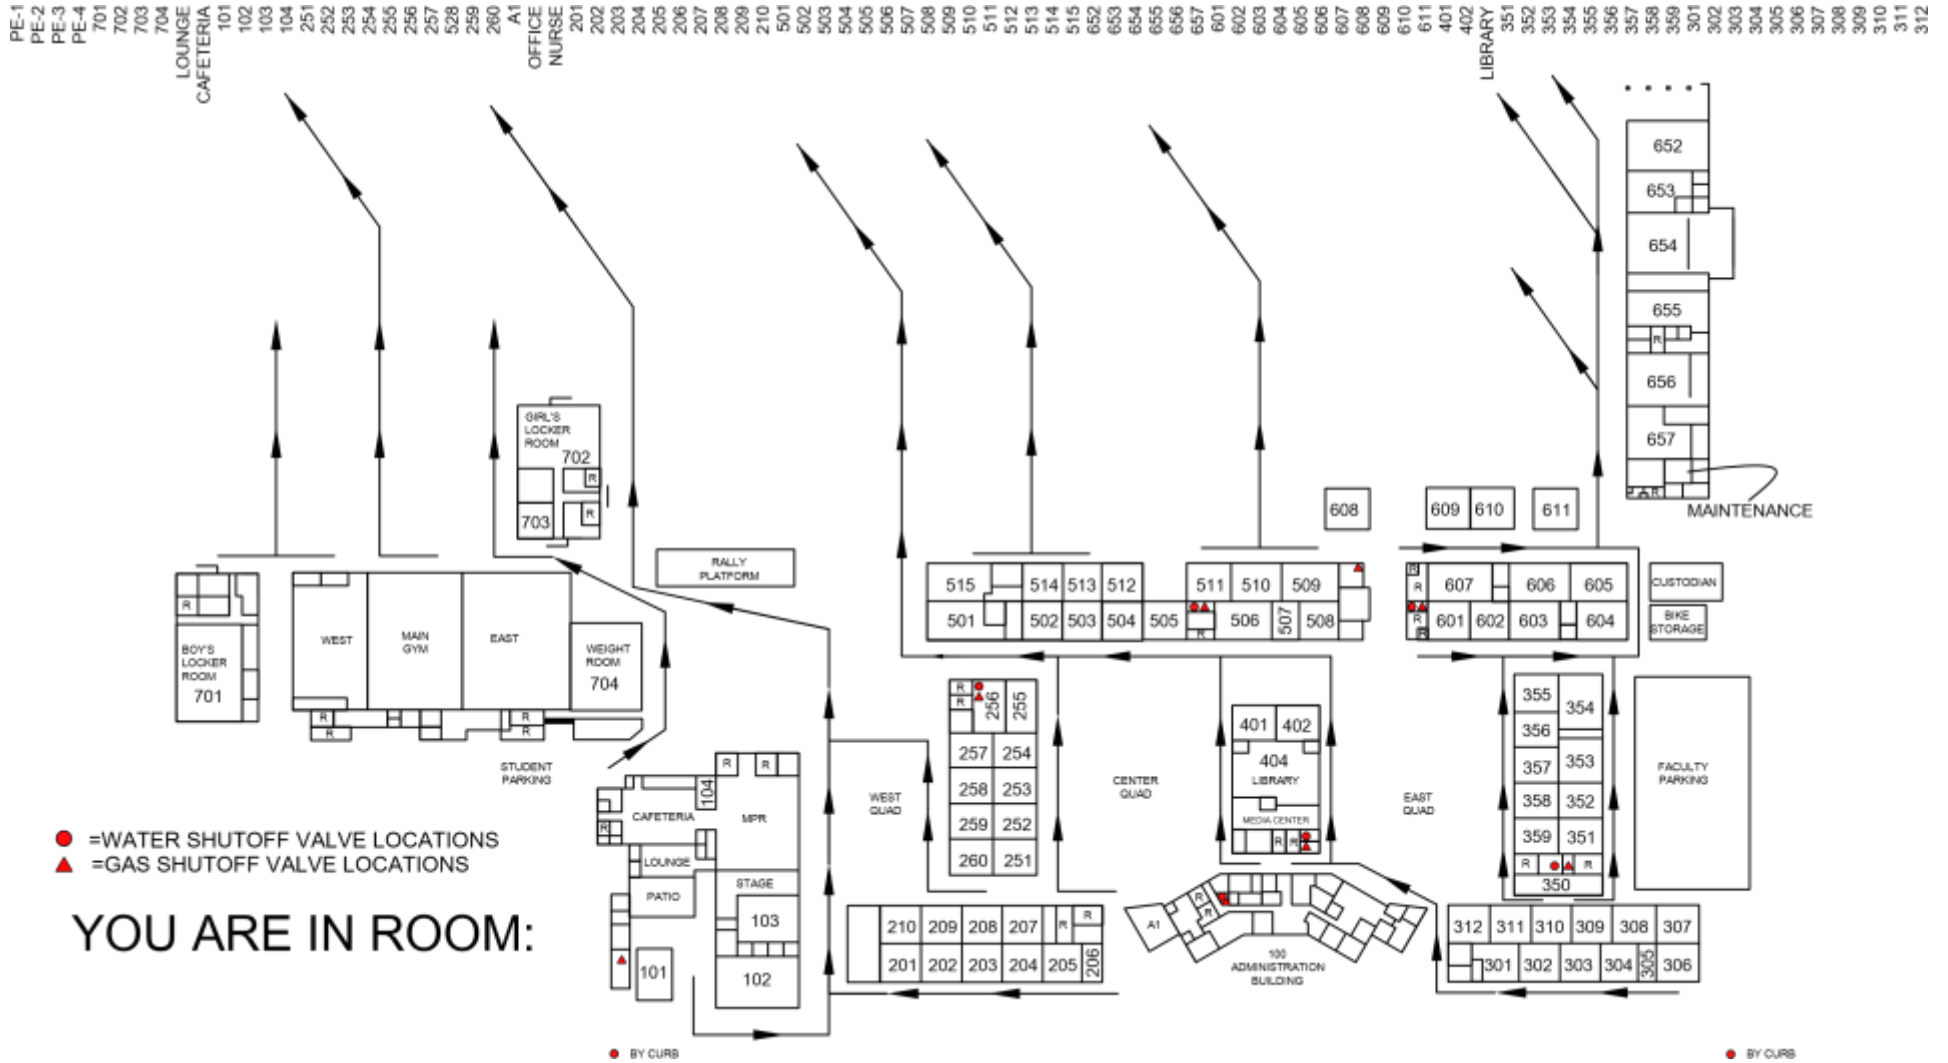 PE-1
PE-2
PE-3
PE-4
701
702
703
704
LOUNGE
CAFETERIA
101
102
103
104
251
252
253
254
255
256
257
528
259
260
A1
OFFICE
NURSE
201
202
203
204
205
206
207
208
209
210
501
502
503
504
505
506
507
508
509
510
511
512
513
514
515
652
653
654
655
656
657
601
602
603
604
605
606
607
608
609
610
611
401
402
LIBRARY
351
352
353
354
355
356
357
358
359
301
302
303
304
305
306
307
308
309
310
311
312
652
653
654
655
R
656
657
R
MAINTENANCE
GIRL'S
LOCKER
ROOM
702
R
703
R
608
609 610
611
RALLY
PLATFORM
R
BOY'S
LOCKER
ROOM
701
WEST
MAIN
GYM
EAST
WEIGHT
ROOM
704
R
R
R
R
STUDENT
PARKING
515 514 513 512
501 502 503 504 505
511 510 509
R
506 507 508
R
R
607 606 605
R
R
601 602 603 604
CUSTODIAN
BIKE
STORAGE
R
R
256 255
257 254
258 253
259 252
260 251
WEST
QUAD
CENTER
QUAD
401 402
404
LIBRARY
MEDIA CENTER
R R
EAST
QUAD
355 354
356
357 353
358 352
359 351
R R
350
FACULTY
PARKING
R R
104
CAFETERIA
MPR
R
LOUNGE
PATIO
STAGE
103
101
102
=WATER SHUTOFF VALVE LOCATIONS
=GAS SHUTOFF VALVE LOCATIONS
YOU ARE IN ROOM:
210 209 208 207 R R
201 202 203 204 205 206
A1
R
R
100
ADMINISTRATION
BUILDING
312 311 310 309 308 307
301 302 303 304 305 306
BY CURB
BY CURB